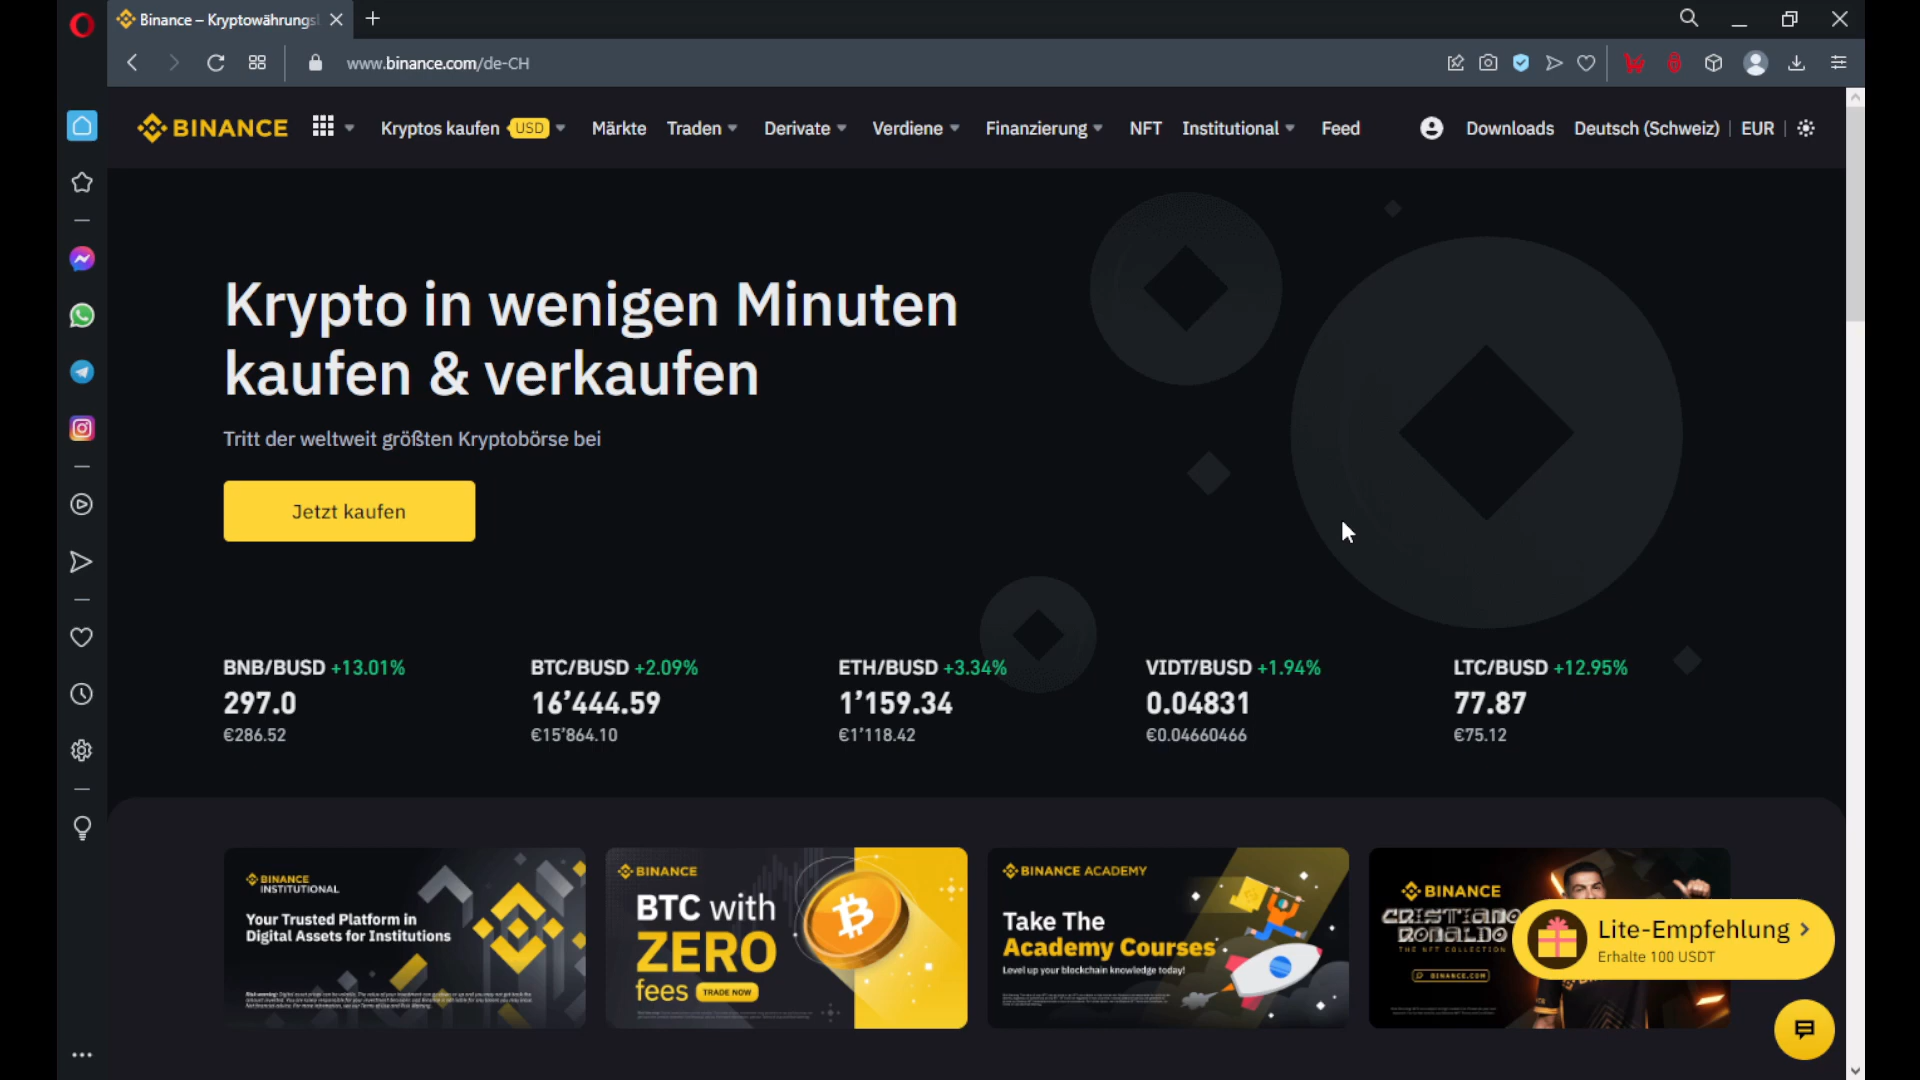 Binance – Kryptowährungs
www.binance.com/de-CH
BINANCE
Kryptos kaufen USD Märkte Traden Derivate Verdiene Finanzierung NFT Institutional Feed Downloads Deutsch (Schweiz) EUR
Krypto in wenigen Minuten
kaufen & verkaufen
Tritt der weltweit größten Kryptobörse bei
Jetzt kaufen
BNB/BUSD +13.01%
297.0
€286.52
BTC/BUSD +2.09%
16’444.59
€15’864.10
ETH/BUSD +3.34%
1’159.34
€1’118.42
VIDT/BUSD +1.94%
0.04831
€0.04660466
LTC/BUSD +12.95%
77.87
€75.12
BINANCE
INSTITUTIONAL
Your Trusted Platform in
Digital Assets for Institutions
BINANCE
BTC with
ZERO
fees TRADE NOW
BINANCE ACADEMY
Take The
Academy Courses
Level up your blockchain knowledge today!
BINANCE
CRISTIANO
RONALDO
THE NFT COLLECTION
BINANCE.COM
Lite-Empfehlung
Erhalte 100 USDT